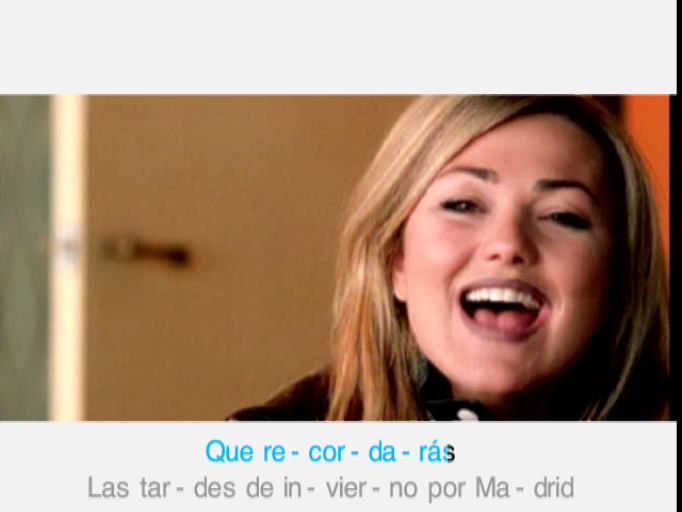 Que re - cor - da - rás
Las tar - des de in - vier - no por Ma - drid